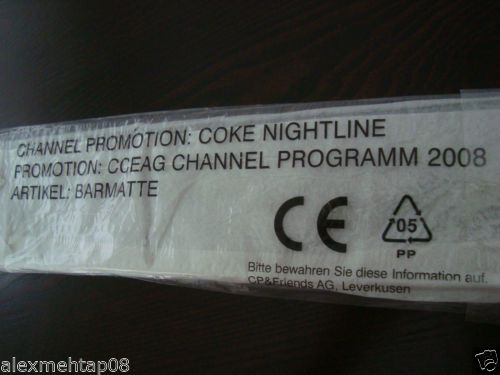 CHANNEL PROMOTION: COKE NIGHTLINE
PROMOTION: CCEAG CHANNEL PROGRAMM 2008
ARTIKEL: BARMATTE
CE
05
PP
Bitte bewahren Sie diese Information auf.
CP&Friends AG, Leverkusen
alexmehtap08